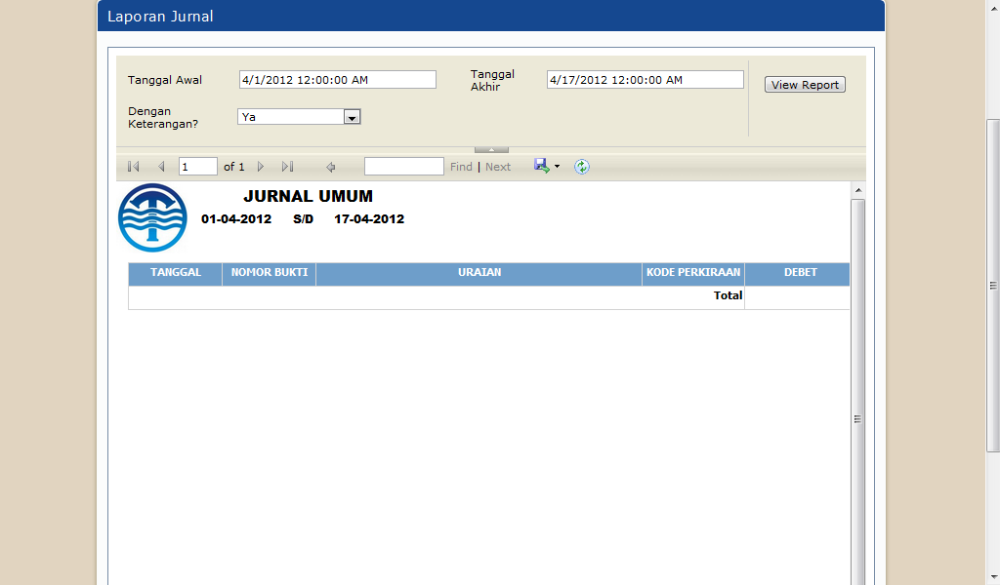 Laporan Jurnal
Tanggal Awal 4/1/2012 12:00:00 AM Tanggal Akhir 4/17/2012 12:00:00 AM View Report
Dengan Keterangan? Ya
1 of 1 Find | Next
JURNAL UMUM
01-04-2012 S/D 17-04-2012
TANGGAL NOMOR BUKTI URAIAN KODE PERKIRAAN DEBET
Total